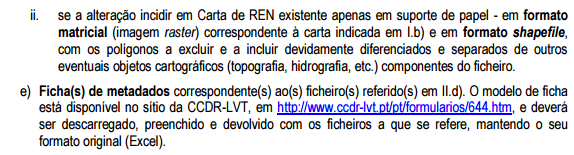 ii. se a alteração incidir em Carta de REN existente apenas em suporte de papel - em formato
matricial (imagem raster) correspondente à carta indicada em I.b) e em formato shapefile,
com os polígonos a excluir e a incluir devidamente diferenciados e separados de outros
eventuais objetos cartográficos (topografia, hidrografia, etc.) componentes do ficheiro.
e) Ficha(s) de metadados correspondente(s) ao(s) ficheiro(s) referido(s) em II.d). O modelo de ficha
está disponível no sítio da CCDR-LVT, em http://www.ccdr-lvt.pt/pt/formularios/644.htm, e deverá
ser descarregado, preenchido e devolvido com os ficheiros a que se refere, mantendo o seu
formato original (Excel).